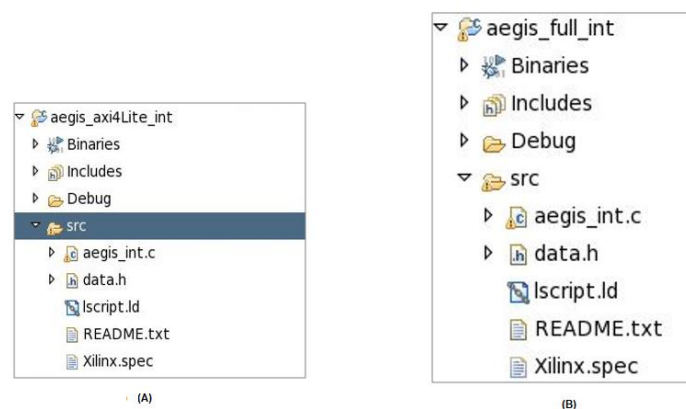 aegis_axi4Lite_int
Binaries
Includes
Debug
src
aegis_int.c
data.h
lscript.ld
README.txt
Xilinx.spec
(A)
aegis_full_int
Binaries
Includes
Debug
src
aegis_int.c
data.h
lscript.ld
README.txt
Xilinx.spec
(B)